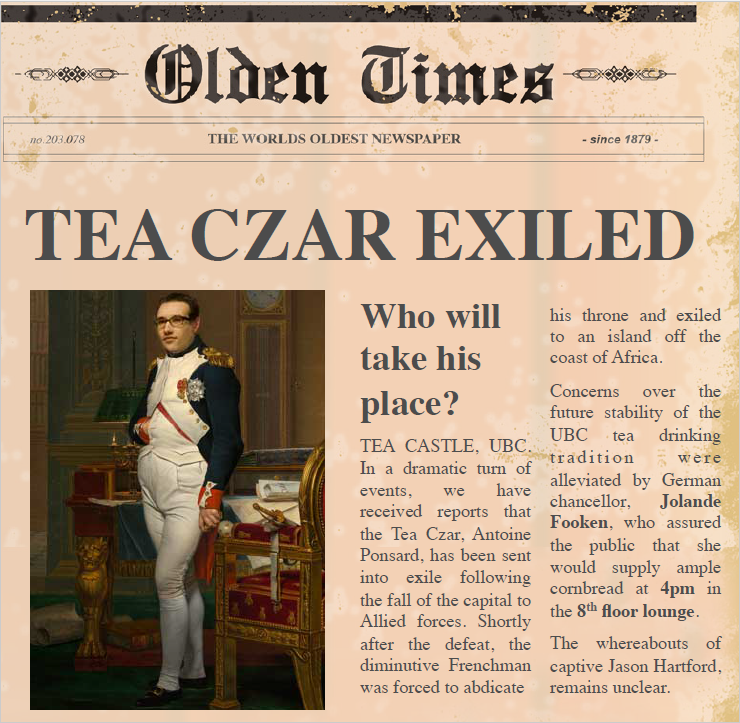 Olden Times
no.203.078
THE WORLDS OLDEST NEWSPAPER
- since 1879 -
TEA CZAR EXILED
Who will
take his
place?
TEA CASTLE, UBC.
In a dramatic turn of
events, we have
received reports that
the Tea Czar, Antoine
Ponsard, has been sent
into exile following
the fall of the capital to
Allied forces. Shortly
after the defeat, the
diminutive Frenchman
was forced to abdicate
his throne and exiled
to an island off the
coast of Africa.
Concerns over the
future stability of the
UBC tea drinking
tradition were
alleviated by German
chancellor, Jolande
Fooken, who assured
the public that she
would supply ample
cornbread at 4pm in
the 8th floor lounge.
The whereabouts of
captive Jason Hartford,
remains unclear.